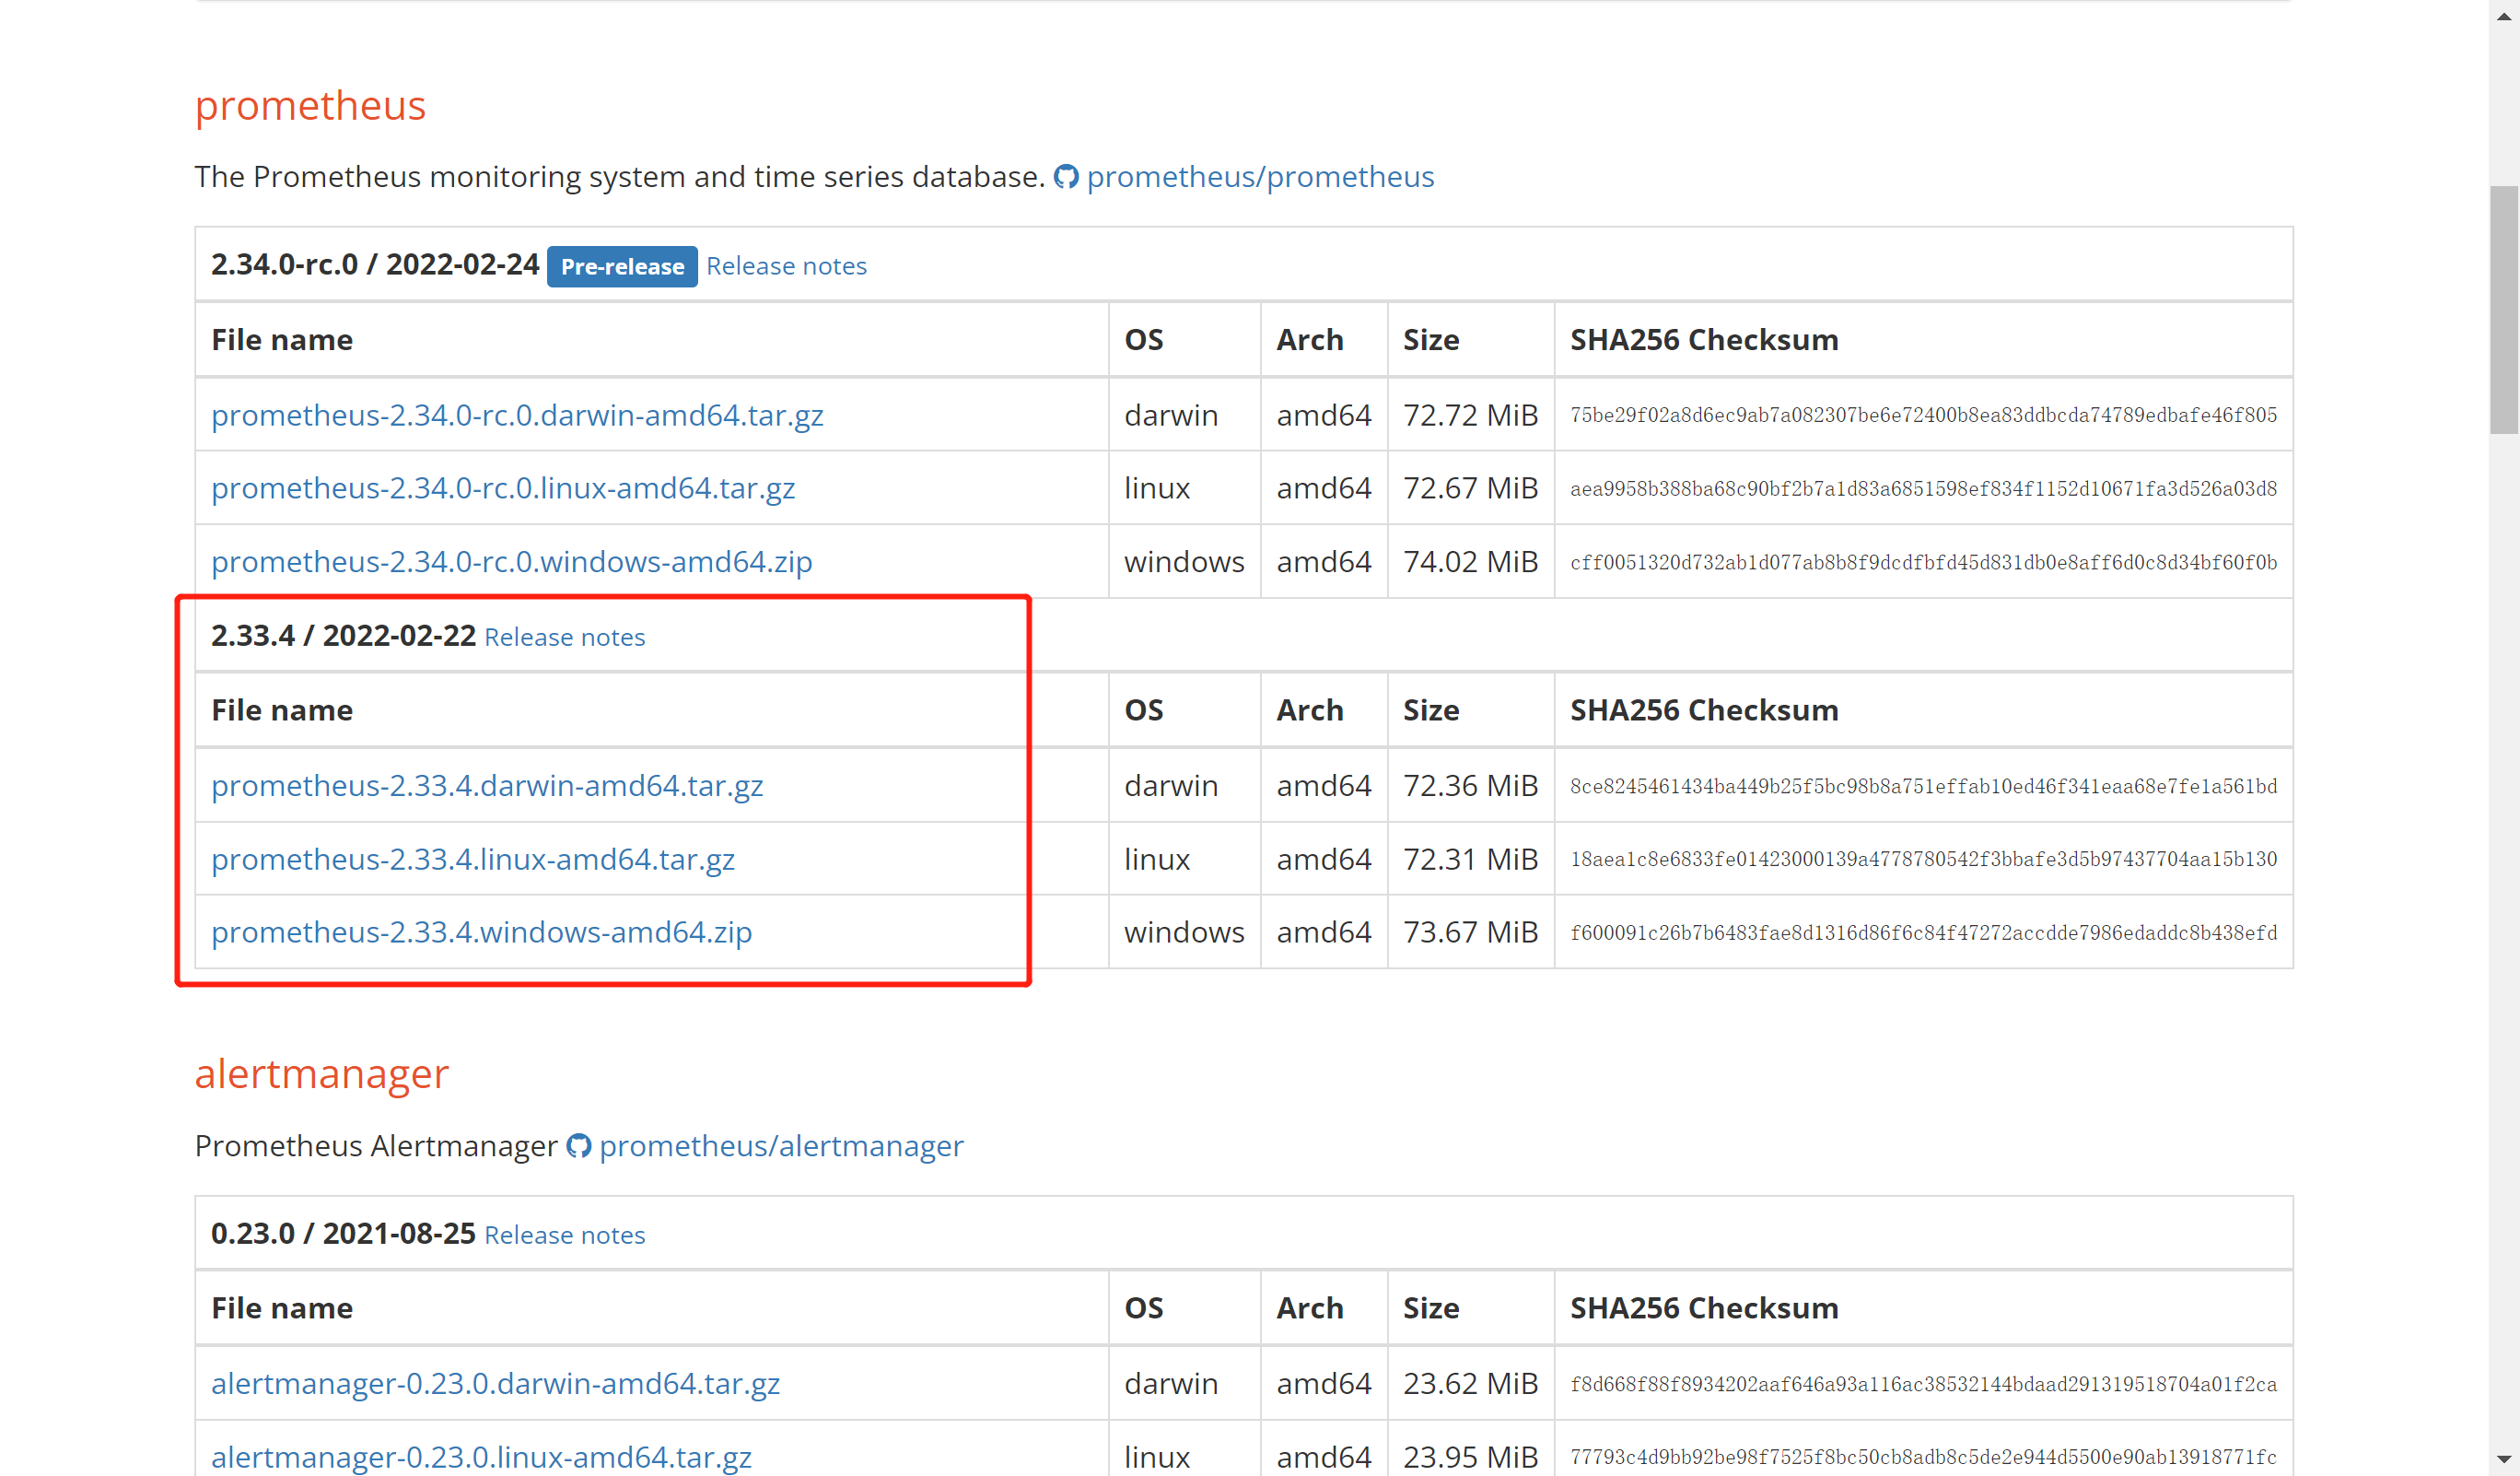 prometheus
The Prometheus monitoring system and time series database. prometheus/prometheus
2.34.0-rc.0 / 2022-02-24 Pre-release Release notes
File name OS Arch Size SHA256 Checksum
prometheus-2.34.0-rc.0.darwin-amd64.tar.gz darwin amd64 72.72 MiB 75be29f02a8d6ec9ab7a082307be6e72400b8ea83ddbcda74789edbafe46f805
prometheus-2.34.0-rc.0.linux-amd64.tar.gz linux amd64 72.67 MiB aea9958b388ba68c90bf2b7a1d83a6851598ef834f1152d10671fa3d526a03d8
prometheus-2.34.0-rc.0.windows-amd64.zip windows amd64 74.02 MiB cff0051320d732ab1d077ab8b8f9dcdfbfd45d831db0e8aff6d0c8d34bf60f0b
2.33.4 / 2022-02-22 Release notes
File name OS Arch Size SHA256 Checksum
prometheus-2.33.4.darwin-amd64.tar.gz darwin amd64 72.36 MiB 8ce8245461434ba449b25f5bc98b8a751effab10ed46f341eaa68e7fe1a561bd
prometheus-2.33.4.linux-amd64.tar.gz linux amd64 72.31 MiB 18aea1c8e6833fe01423000139a4778780542f3bbafe3d5b97437704aa15b130
prometheus-2.33.4.windows-amd64.zip windows amd64 73.67 MiB f600091c26b7b6483fae8d1316d86f6c84f47272accdde7986edaddc8b438efd
alertmanager
Prometheus Alertmanager prometheus/alertmanager
0.23.0 / 2021-08-25 Release notes
File name OS Arch Size SHA256 Checksum
alertmanager-0.23.0.darwin-amd64.tar.gz darwin amd64 23.62 MiB f8d668f88f8934202aaf646a93a116ac38532144bdaad291319518704a01f2ca
alertmanager-0.23.0.linux-amd64.tar.gz linux amd64 23.95 MiB 77793c4d9bb92be98f7525f8bc50cb8adb8c5de2e944d5500e90ab13918771fc